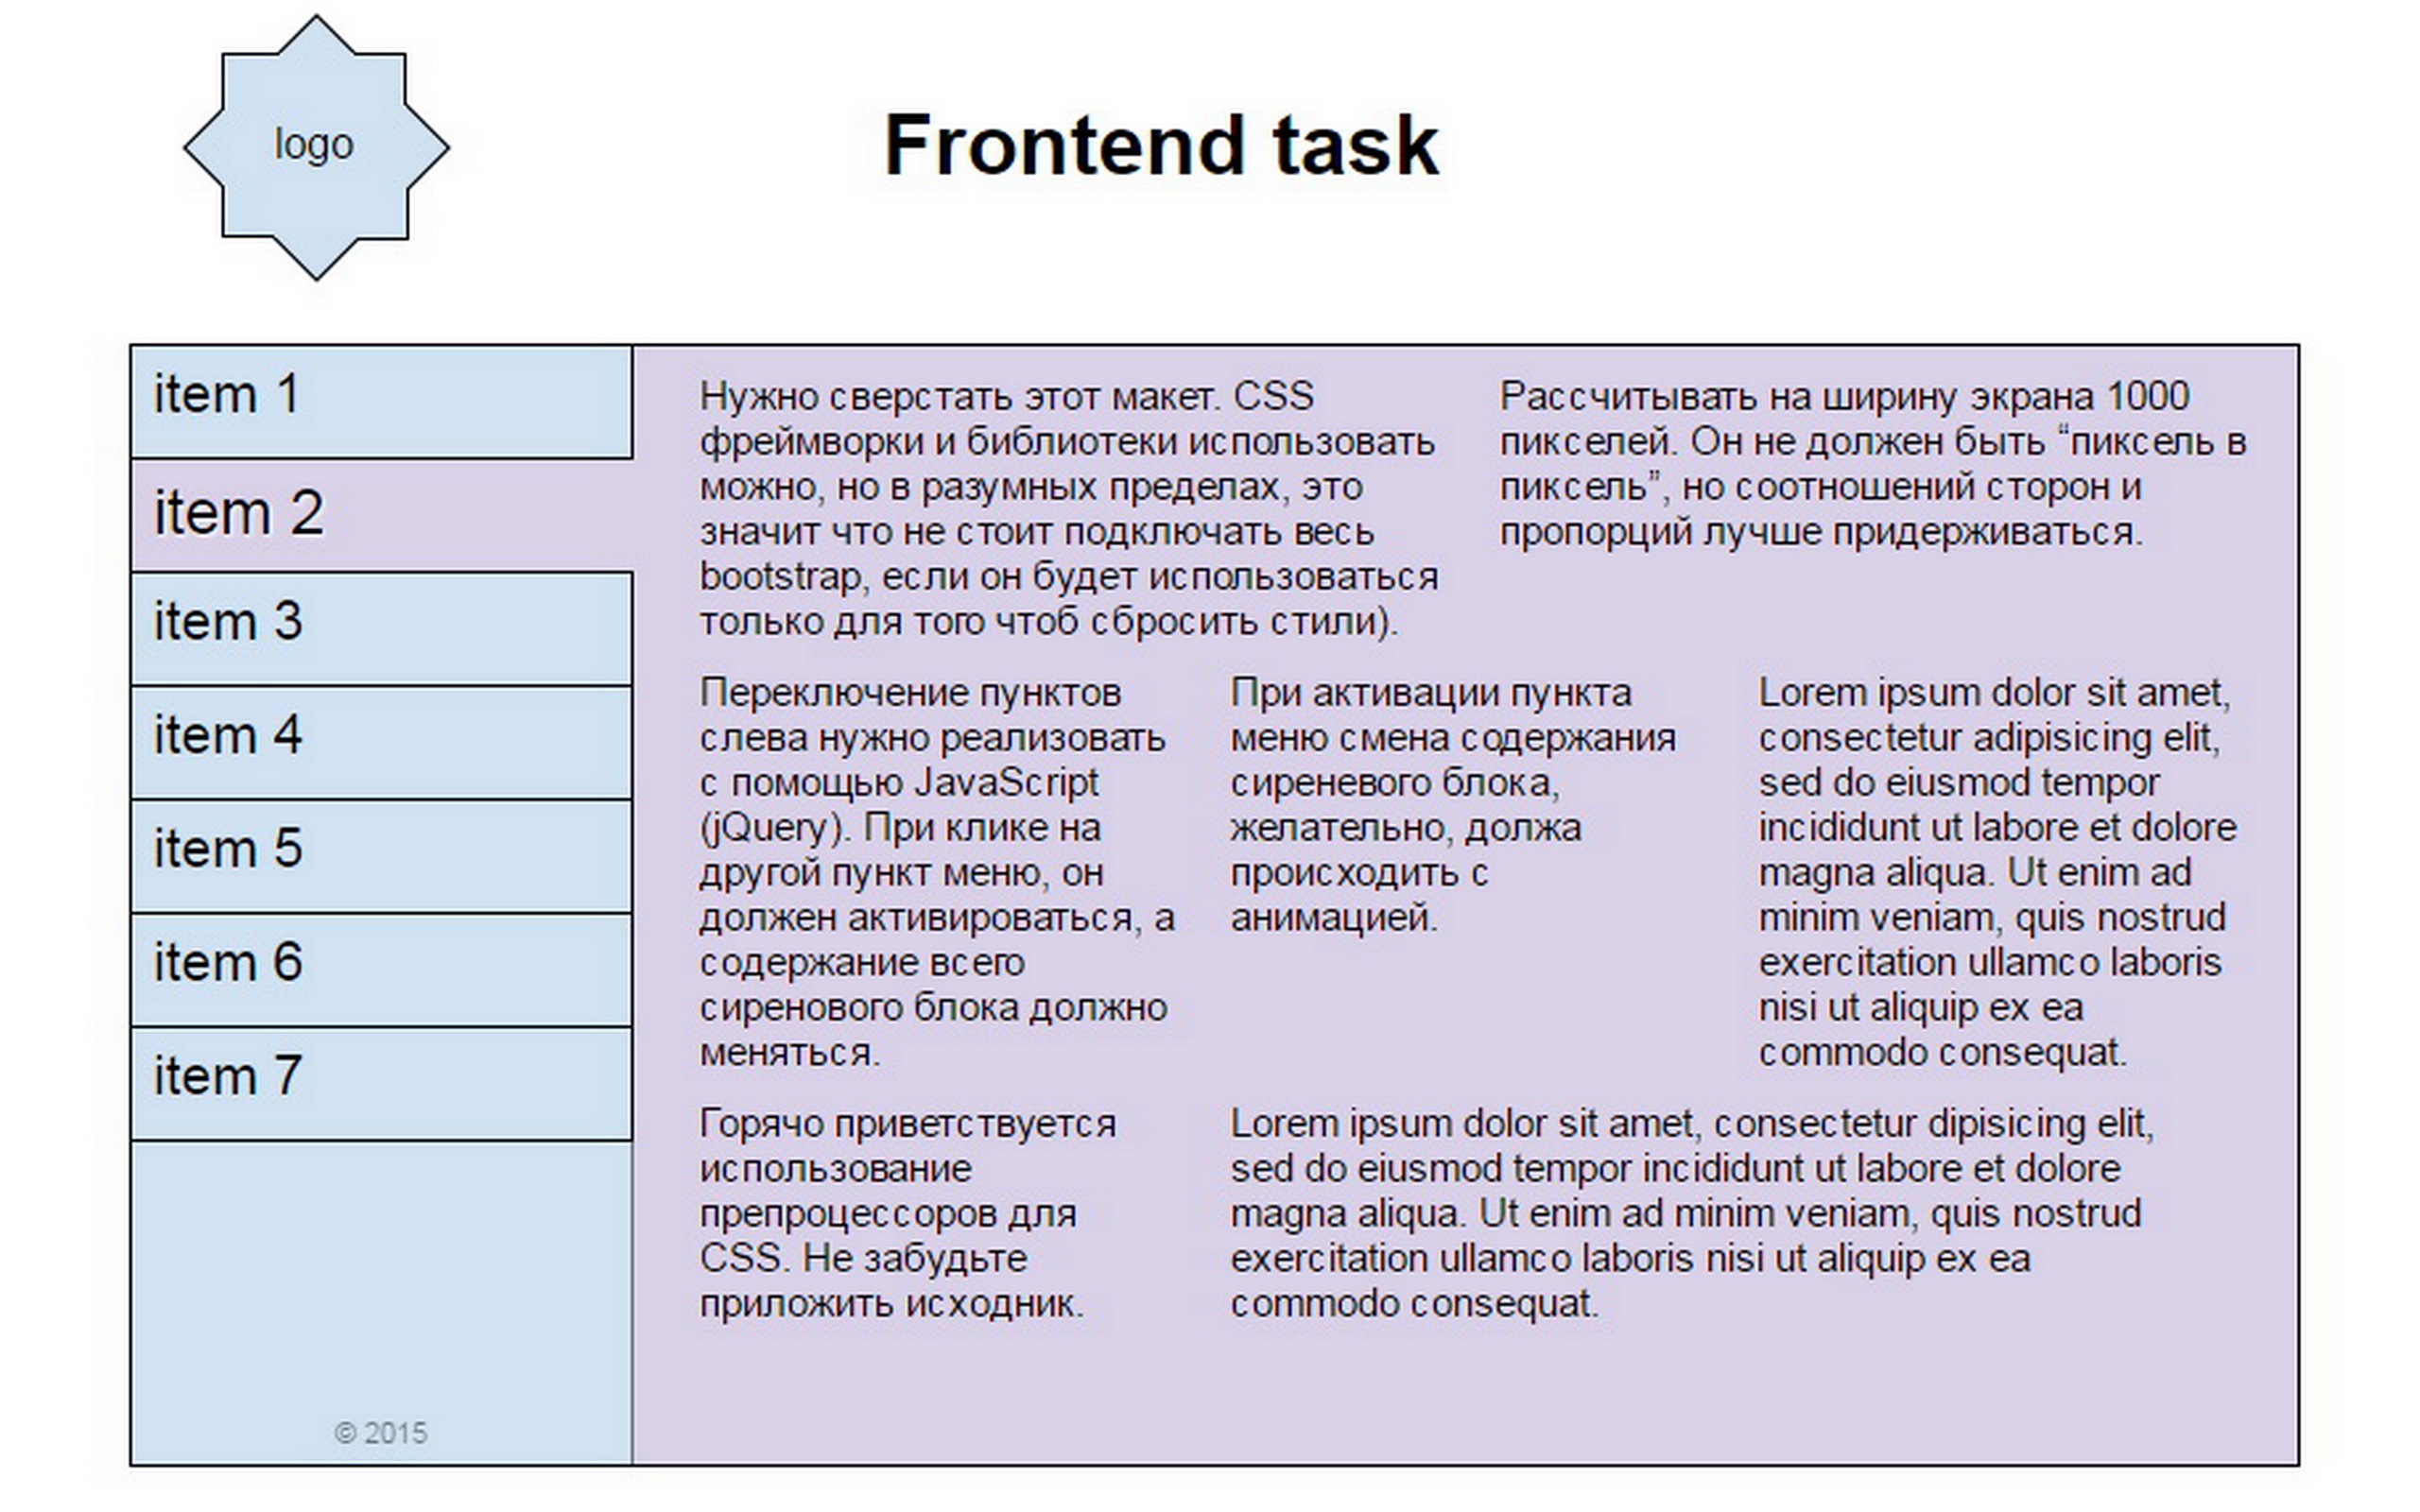 logo
Frontend task
item 1
item 2
item 3
item 4
item 5
item 6
item 7
© 2015
Нужно сверстать этот макет. CSS
фреймворки и библиотеки использовать
можно, но в разумных пределах, это
значит что не стоит подключать весь
bootstrap, если он будет использоваться
только для того чтоб сбросить стили).
Рассчитывать на ширину экрана 1000
пикселей. Он не должен быть “пиксель в
пиксель”, но соотношений сторон и
пропорций лучше придерживаться.
Переключение пунктов
слева нужно реализовать
с помощью JavaScript
(jQuery). При клике на
другой пункт меню, он
должен активироваться, а
содержание всего
сиренового блока должно
меняться.
При активации пункта
меню смена содержания
сиреневого блока,
желательно, должа
происходить с
анимацией.
Lorem ipsum dolor sit amet,
consectetur adipisicing elit,
sed do eiusmod tempor
incididunt ut labore et dolore
magna aliqua. Ut enim ad
minim veniam, quis nostrud
exercitation ullamco laboris
nisi ut aliquip ex ea
commodo consequat.
Горячо приветствуется
использование
препроцессоров для
CSS. Не забудьте
приложить исходник.
Lorem ipsum dolor sit amet, consectetur dipisicing elit,
sed do eiusmod tempor incididunt ut labore et dolore
magna aliqua. Ut enim ad minim veniam, quis nostrud
exercitation ullamco laboris nisi ut aliquip ex ea
commodo consequat.